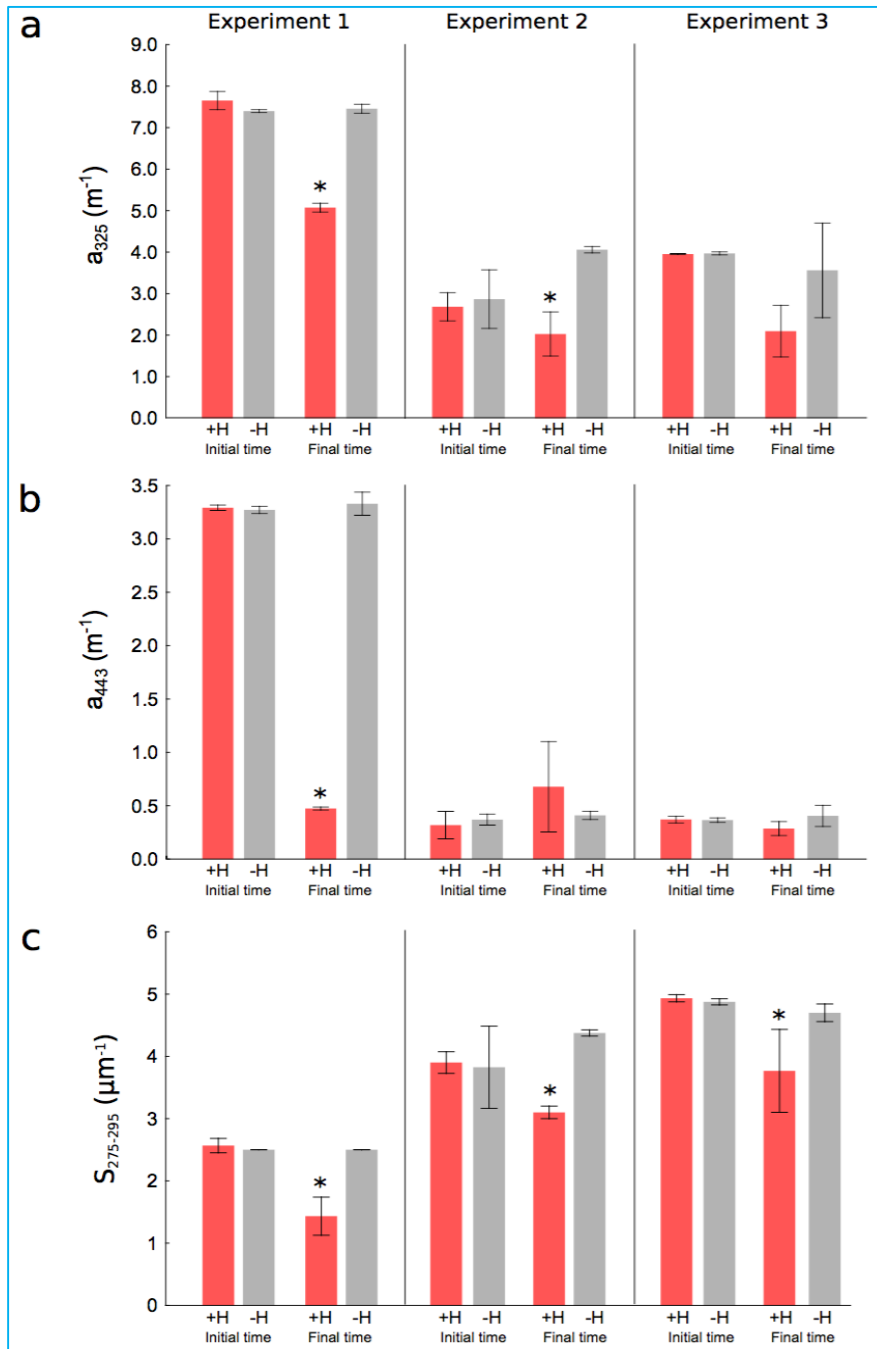 a
Experiment 1 Experiment 2 Experiment 3
9.0
8.0
7.0
6.0
5.0
4.0
3.0
2.0
1.0
0.0
a₃₂₅ (m⁻¹)
* *
+H -H +H -H +H -H +H -H +H -H +H -H
Initial time Final time Initial time Final time Initial time Final time
b
3.5
3.0
2.5
2.0
1.5
1.0
0.5
0.0
a₄₄₃ (m⁻¹)
*
+H -H +H -H +H -H +H -H +H -H +H -H
Initial time Final time Initial time Final time Initial time Final time
c
6
5
4
3
2
1
0
S₂₇₅₋₂₉₅ (μm⁻¹)
* * *
+H -H +H -H +H -H +H -H +H -H +H -H
Initial time Final time Initial time Final time Initial time Final time